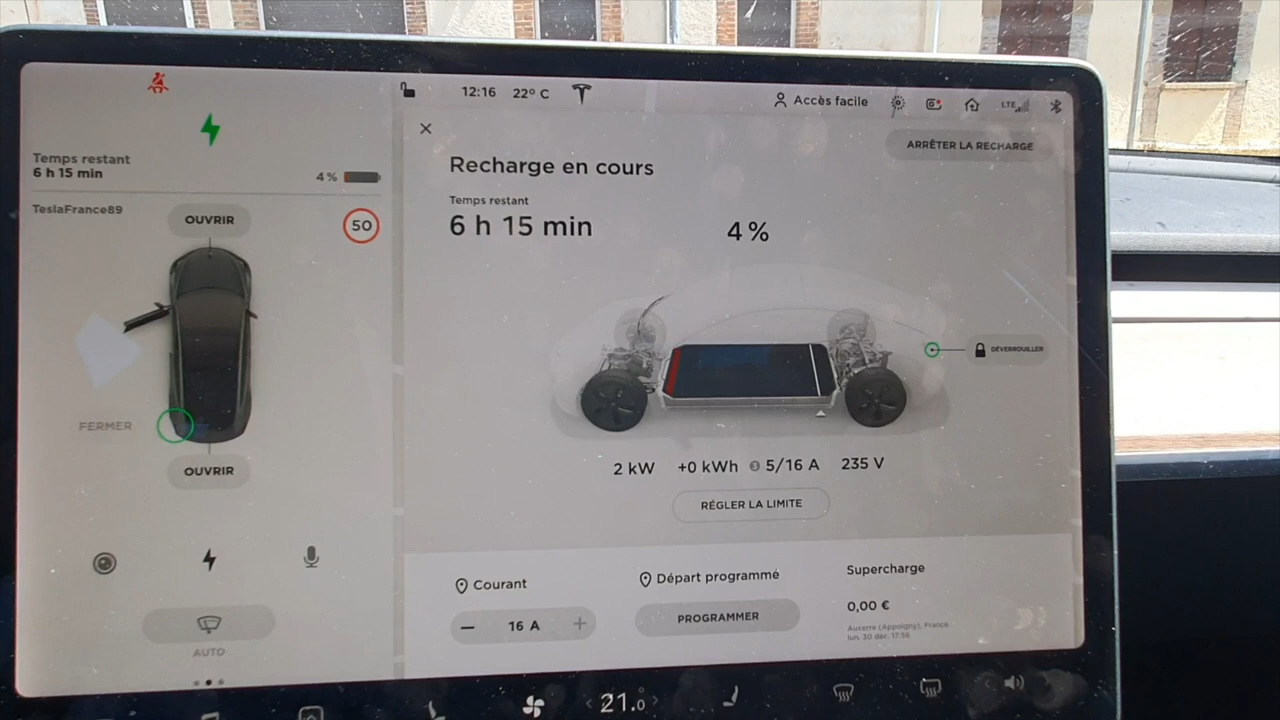 12:16
22° C
Accès facile
LTE
Temps restant
6 h 15 min
4 %
TeslaFrance89
OUVRIR
50
FERMER
OUVRIR
AUTO
ARRÊTER LA RECHARGE
Recharge en cours
Temps restant
6 h 15 min
4 %
DÉVERROUILLER
2 kW
+0 kWh
3
5/16 A
235 V
RÉGLER LA LIMITE
Courant
16 A
Départ programmé
PROGRAMMER
Supercharge
0,00 €
Auxerre (Appoigny), France
lun. 30 déc. 17:56
21.0